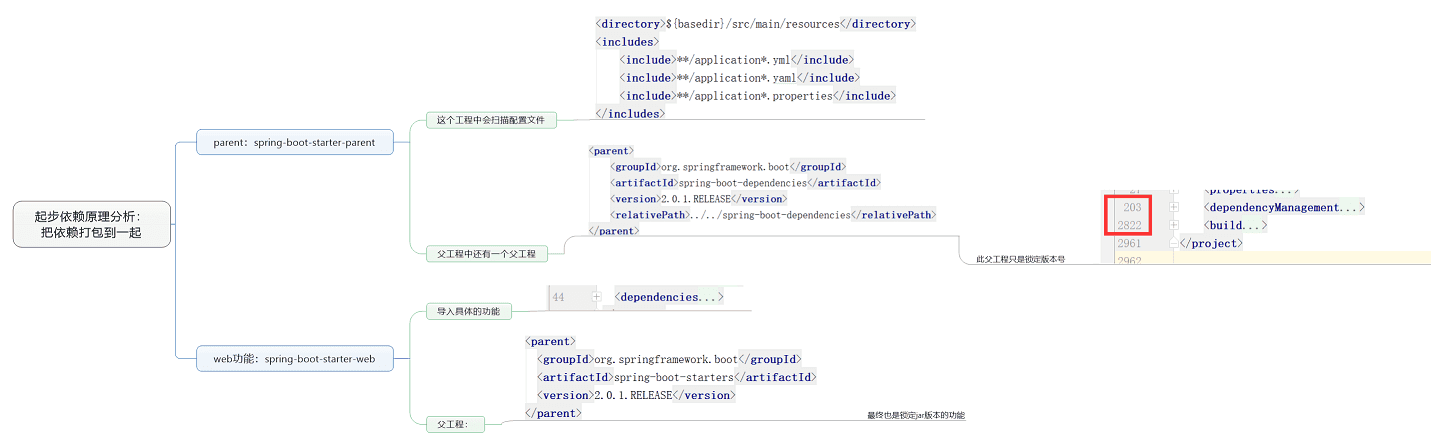 起步依赖原理分析：
把依赖打包到一起
parent：spring-boot-starter-parent
这个工程中会扫描配置文件
<directory>${basedir}/src/main/resources</directory>
<includes>
<include>**/application*.yml</include>
<include>**/application*.yaml</include>
<include>**/application*.properties</include>
</includes>
父工程中还有一个父工程
<parent>
<groupId>org.springframework.boot</groupId>
<artifactId>spring-boot-dependencies</artifactId>
<version>2.0.1.RELEASE</version>
<relativePath>../../spring-boot-dependencies</relativePath>
</parent>
此父工程只是锁定版本号
27 <properties...>
203 <dependencyManagement...>
2822 <build...>
2961 </project>
2962
web功能：spring-boot-starter-web
导入具体的功能
44 <dependencies...>
父工程：
<parent>
<groupId>org.springframework.boot</groupId>
<artifactId>spring-boot-starters</artifactId>
<version>2.0.1.RELEASE</version>
</parent>
最终也是锁定jar版本的功能